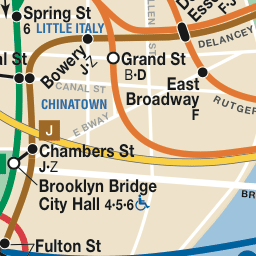 Spring St
6
LITTLE ITALY
Bowery
J·Z
Grand St
B·D
DELANCEY
F·J
CANAL ST
CHINATOWN
E BWAY
East
Broadway
F
RUTGER
J
Chambers St
J·Z
Brooklyn Bridge
City Hall 4·5·6
BR
Fulton St